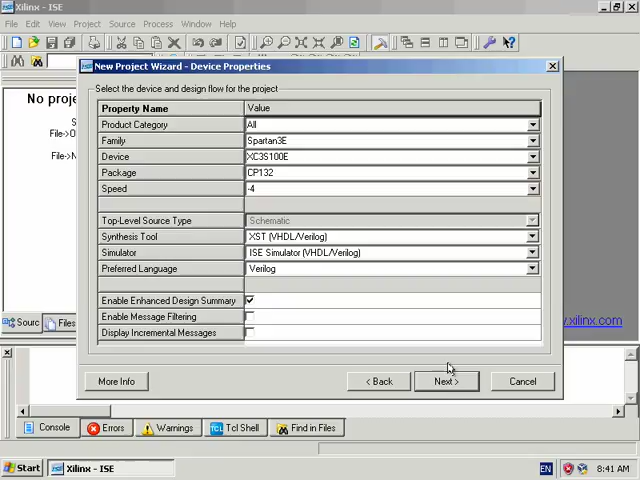 Xilinx - ISE
File Edit View Project Source Process Window Help
New Project Wizard - Device Properties
No proje
File->O
File->N
Select the device and design flow for the project
Property Name Value
Product Category All
Family Spartan3E
Device XC3S100E
Package CP132
Speed -4
Top-Level Source Type Schematic
Synthesis Tool XST (VHDL/Verilog)
Simulator ISE Simulator (VHDL/Verilog)
Preferred Language Verilog
Enable Enhanced Design Summary
Enable Message Filtering
Display Incremental Messages
Sourc Files
.xilinx.com
More Info < Back Next > Cancel
Console Errors Warnings TCL Tcl Shell Find in Files
Start Xilinx - ISE EN 8:41 AM